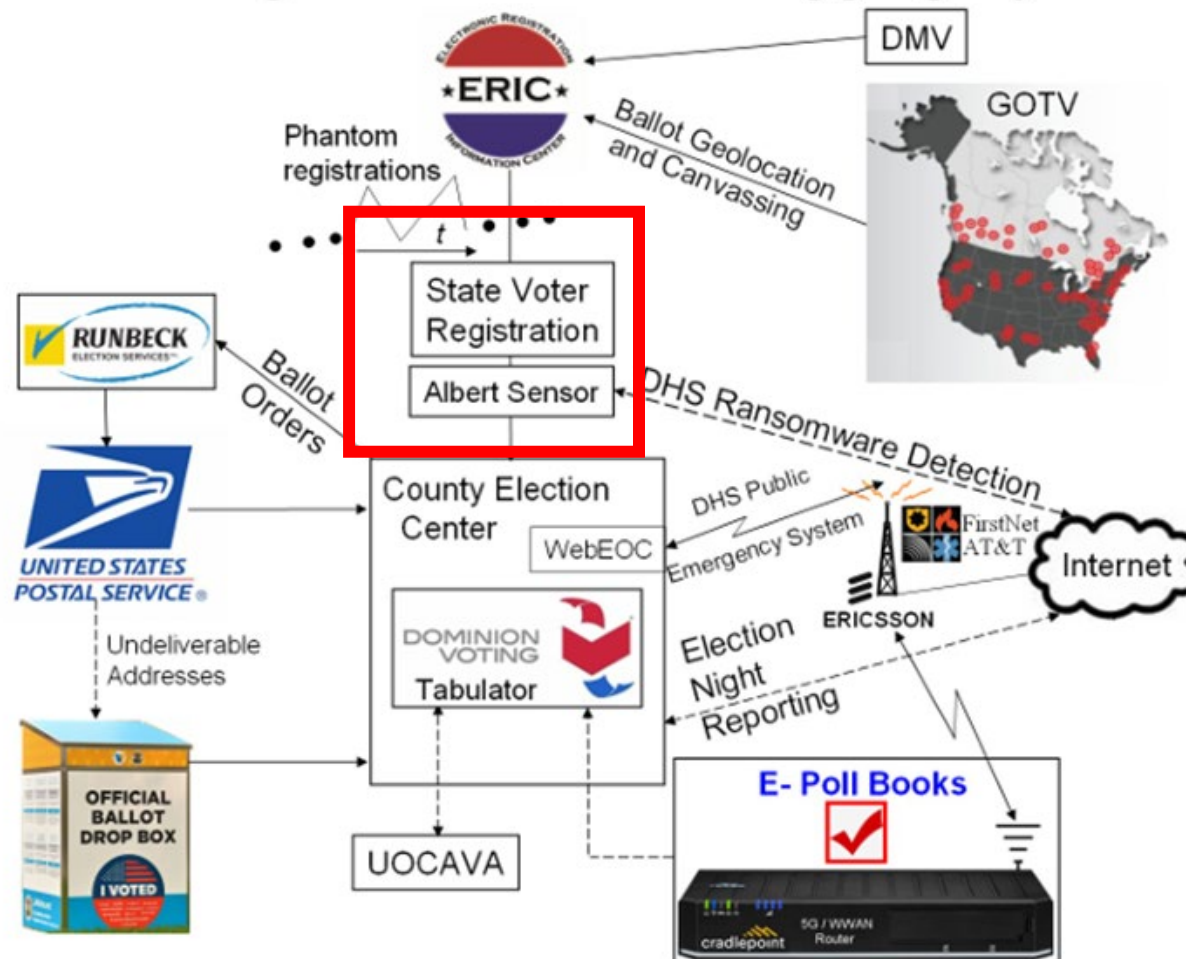 DMV
ELECTRONIC REGISTRATION
★ERIC★
INFORMATION CENTER
GOTV
Ballot Geolocation
and Canvassing
Phantom
registrations
t
State Voter
Registration
RUNBECK
ELECTION SERVICES
Ballot
Orders
Albert Sensor
DHS Ransomware Detection
County Election
Center
DHS Public
Emergency System
WebEOC
FirstNet
AT&T
Internet
UNITED STATES
POSTAL SERVICE ®
ERICSSON
Undeliverable
Addresses
DOMINION
VOTING
Tabulator
Election
Night
Reporting
E- Poll Books
OFFICIAL
BALLOT
DROP BOX
I VOTED
UOCAVA
cradlepoint
5G / WWAN
Router